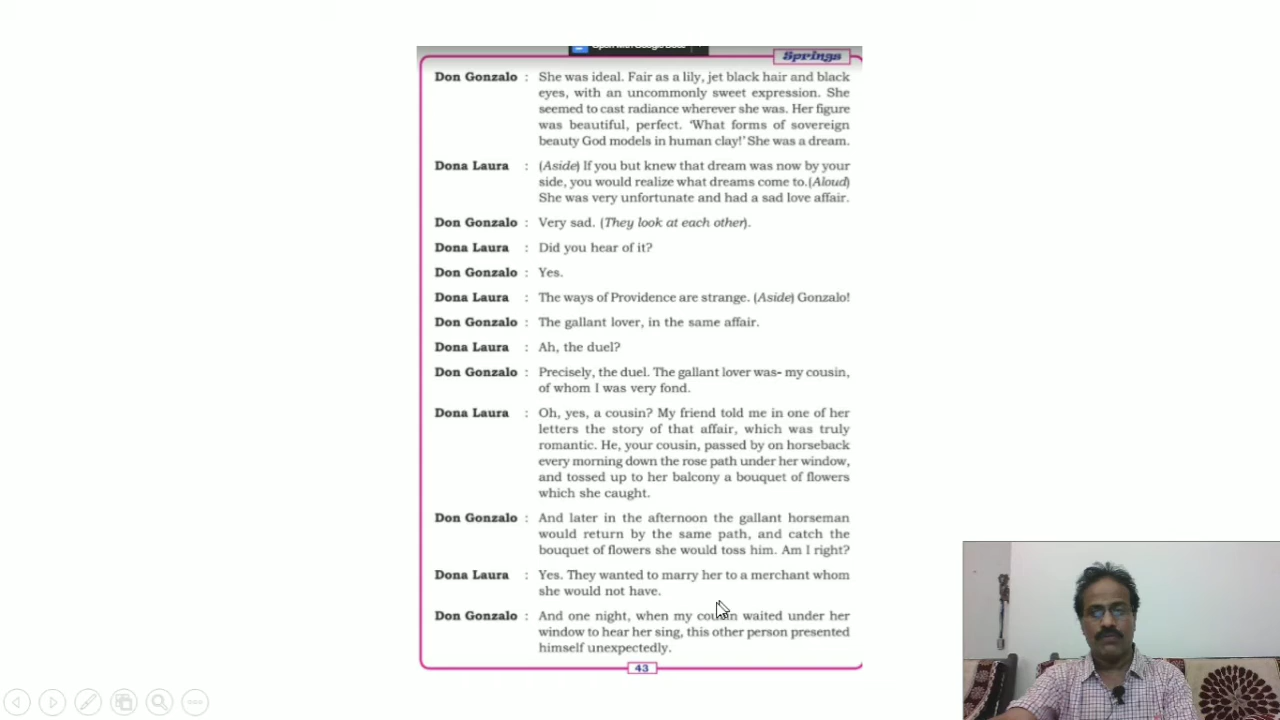 Open with Google Docs
Springs
Don Gonzalo : She was ideal. Fair as a lily, jet black hair and black
eyes, with an uncommonly sweet expression. She
seemed to cast radiance wherever she was. Her figure
was beautiful, perfect. 'What forms of sovereign
beauty God models in human clay!' She was a dream.
Dona Laura : (Aside) If you but knew that dream was now by your
side, you would realize what dreams come to.(Aloud)
She was very unfortunate and had a sad love affair.
Don Gonzalo : Very sad. (They look at each other).
Dona Laura : Did you hear of it?
Don Gonzalo : Yes.
Dona Laura : The ways of Providence are strange. (Aside) Gonzalo!
Don Gonzalo : The gallant lover, in the same affair.
Dona Laura : Ah, the duel?
Don Gonzalo : Precisely, the duel. The gallant lover was- my cousin,
of whom I was very fond.
Dona Laura : Oh, yes, a cousin? My friend told me in one of her
letters the story of that affair, which was truly
romantic. He, your cousin, passed by on horseback
every morning down the rose path under her window,
and tossed up to her balcony a bouquet of flowers
which she caught.
Don Gonzalo : And later in the afternoon the gallant horseman
would return by the same path, and catch the
bouquet of flowers she would toss him. Am I right?
Dona Laura : Yes. They wanted to marry her to a merchant whom
she would not have.
Don Gonzalo : And one night, when my cousin waited under her
window to hear her sing, this other person presented
himself unexpectedly.
43